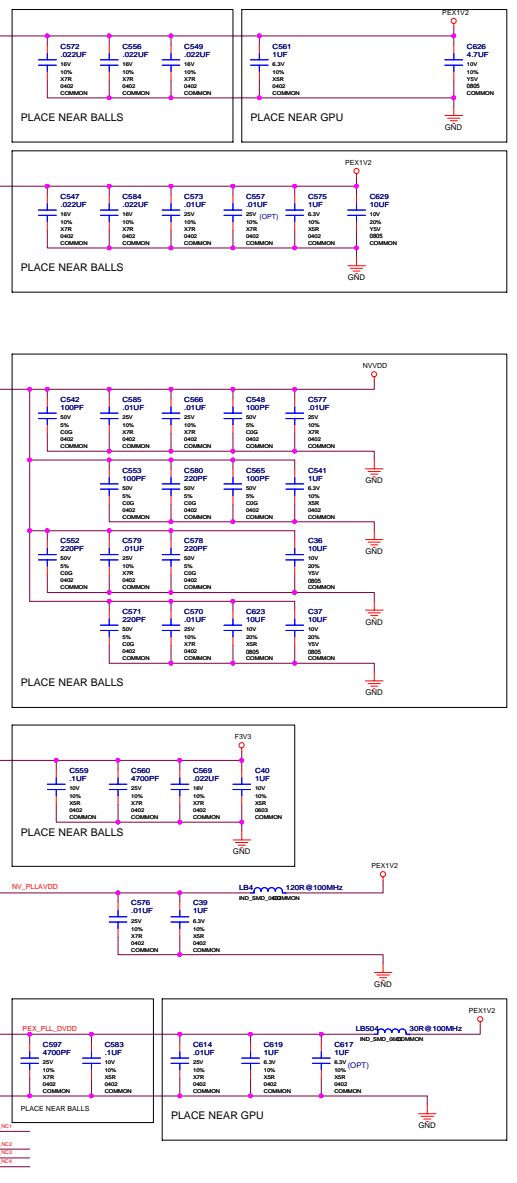 PEX1V2
C572
.022UF
16V
10%
X7R
0402
COMMON
C556
.022UF
16V
10%
X7R
0402
COMMON
C549
.022UF
16V
10%
X7R
0402
COMMON
C561
1UF
6.3V
10%
X5R
0402
COMMON
C626
4.7UF
10V
10%
Y5V
0805
COMMON
PLACE NEAR BALLS
PLACE NEAR GPU
GND
PEX1V2
C547
.022UF
16V
10%
X7R
0402
COMMON
C584
.022UF
16V
10%
X7R
0402
COMMON
C573
.01UF
25V
10%
X7R
0402
COMMON
C557
.01UF
25V (OPT)
10%
X7R
0402
COMMON
C575
1UF
6.3V
10%
X5R
0402
COMMON
C629
10UF
10V
20%
Y5V
0805
COMMON
PLACE NEAR BALLS
GND
NVVDD
C542
100PF
50V
5%
C0G
0402
COMMON
C585
.01UF
25V
10%
X7R
0402
COMMON
C566
.01UF
25V
10%
X7R
0402
COMMON
C548
100PF
50V
5%
C0G
0402
COMMON
C577
.01UF
25V
10%
X7R
0402
COMMON
GND
C553
100PF
50V
5%
C0G
0402
COMMON
C580
220PF
50V
5%
C0G
0402
COMMON
C565
100PF
50V
5%
C0G
0402
COMMON
C541
1UF
6.3V
10%
X5R
0402
COMMON
GND
C552
220PF
50V
5%
C0G
0402
COMMON
C579
.01UF
25V
10%
X7R
0402
COMMON
C578
220PF
50V
5%
C0G
0402
COMMON
C36
10UF
10V
20%
Y5V
0805
COMMON
GND
C571
220PF
50V
5%
C0G
0402
COMMON
C570
.01UF
25V
10%
X7R
0402
COMMON
C623
10UF
10V
20%
X5R
0805
COMMON
C37
10UF
10V
20%
Y5V
0805
COMMON
PLACE NEAR BALLS
GND
F3V3
C559
.1UF
10V
10%
X5R
0402
COMMON
C560
4700PF
25V
10%
X7R
0402
COMMON
C569
.022UF
16V
10%
X7R
0402
COMMON
C40
1UF
10V
10%
X5R
0603
COMMON
PLACE NEAR BALLS
GND
PEX1V2
NV_PLLAVDD
LB4
120R@100MHz
COMMON
C576
.01UF
25V
10%
X7R
0402
COMMON
C39
1UF
6.3V
10%
X5R
0402
COMMON
GND
PEX1V2
PEX_PLL_DVDD
LB504
30R@100MHz
COMMON
C597
4700PF
25V
10%
X7R
0402
COMMON
C583
.1UF
10V
10%
X5R
0402
COMMON
C614
.01UF
25V
10%
X7R
0402
COMMON
C619
1UF
6.3V
10%
X5R
0402
COMMON
C617
1UF
6.3V (OPT)
10%
X5R
0402
COMMON
PLACE NEAR BALLS
PLACE NEAR GPU
GND
_NC1
_NC2
_NC3
_NC4